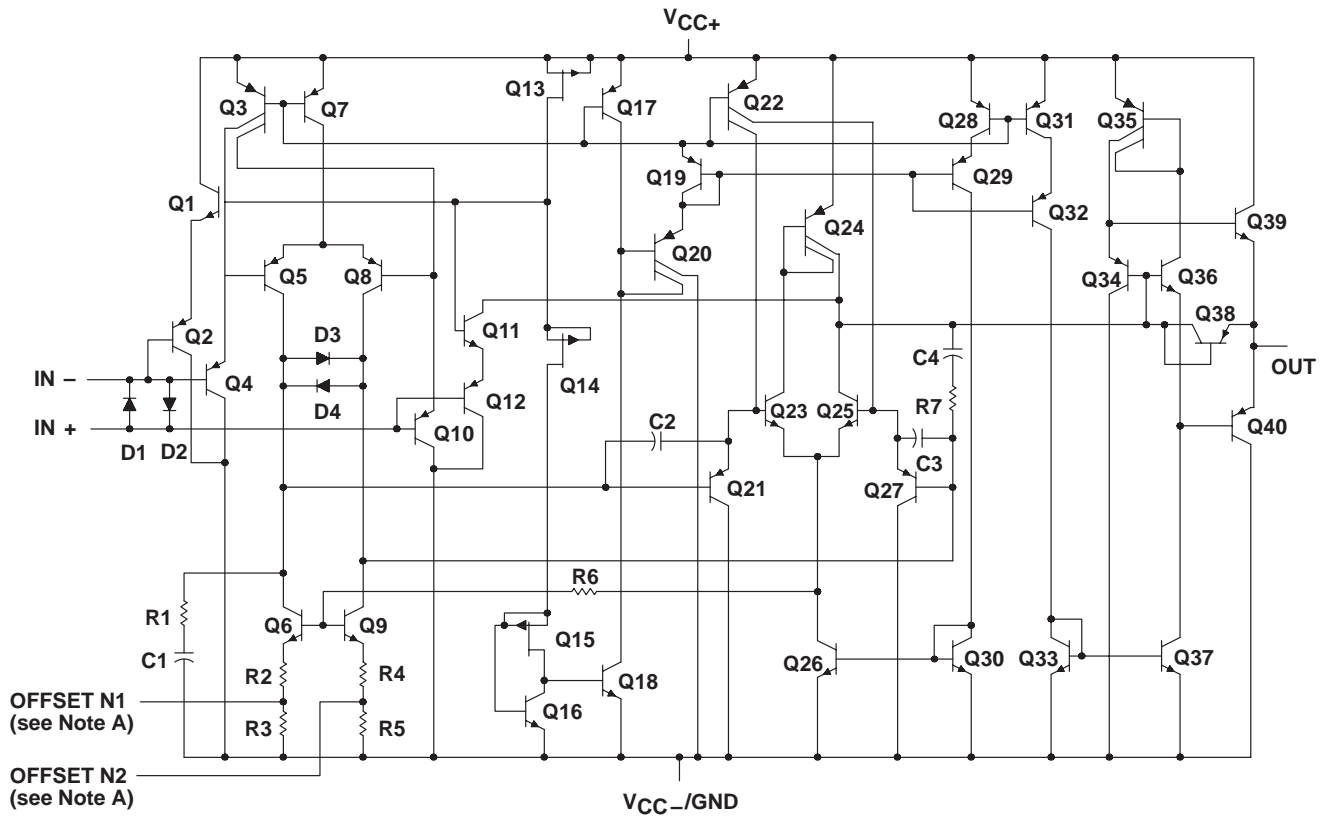 VCC+
Q3
Q7
Q13
Q17
Q22
Q28
Q31
Q35
Q1
Q19
Q29
Q32
Q39
Q5
Q8
Q20
Q24
Q34
Q36
Q2
D3
Q11
Q38
IN −
Q4
D4
Q12
Q14
C4
OUT
IN +
D1
D2
Q10
C2
Q23
Q25
R7
Q40
C3
Q21
Q27
R6
R1
Q6
Q9
Q15
C1
R2
R4
Q18
Q26
Q30
Q33
Q37
OFFSET N1
(see Note A)
R3
R5
Q16
OFFSET N2
(see Note A)
VCC−/GND